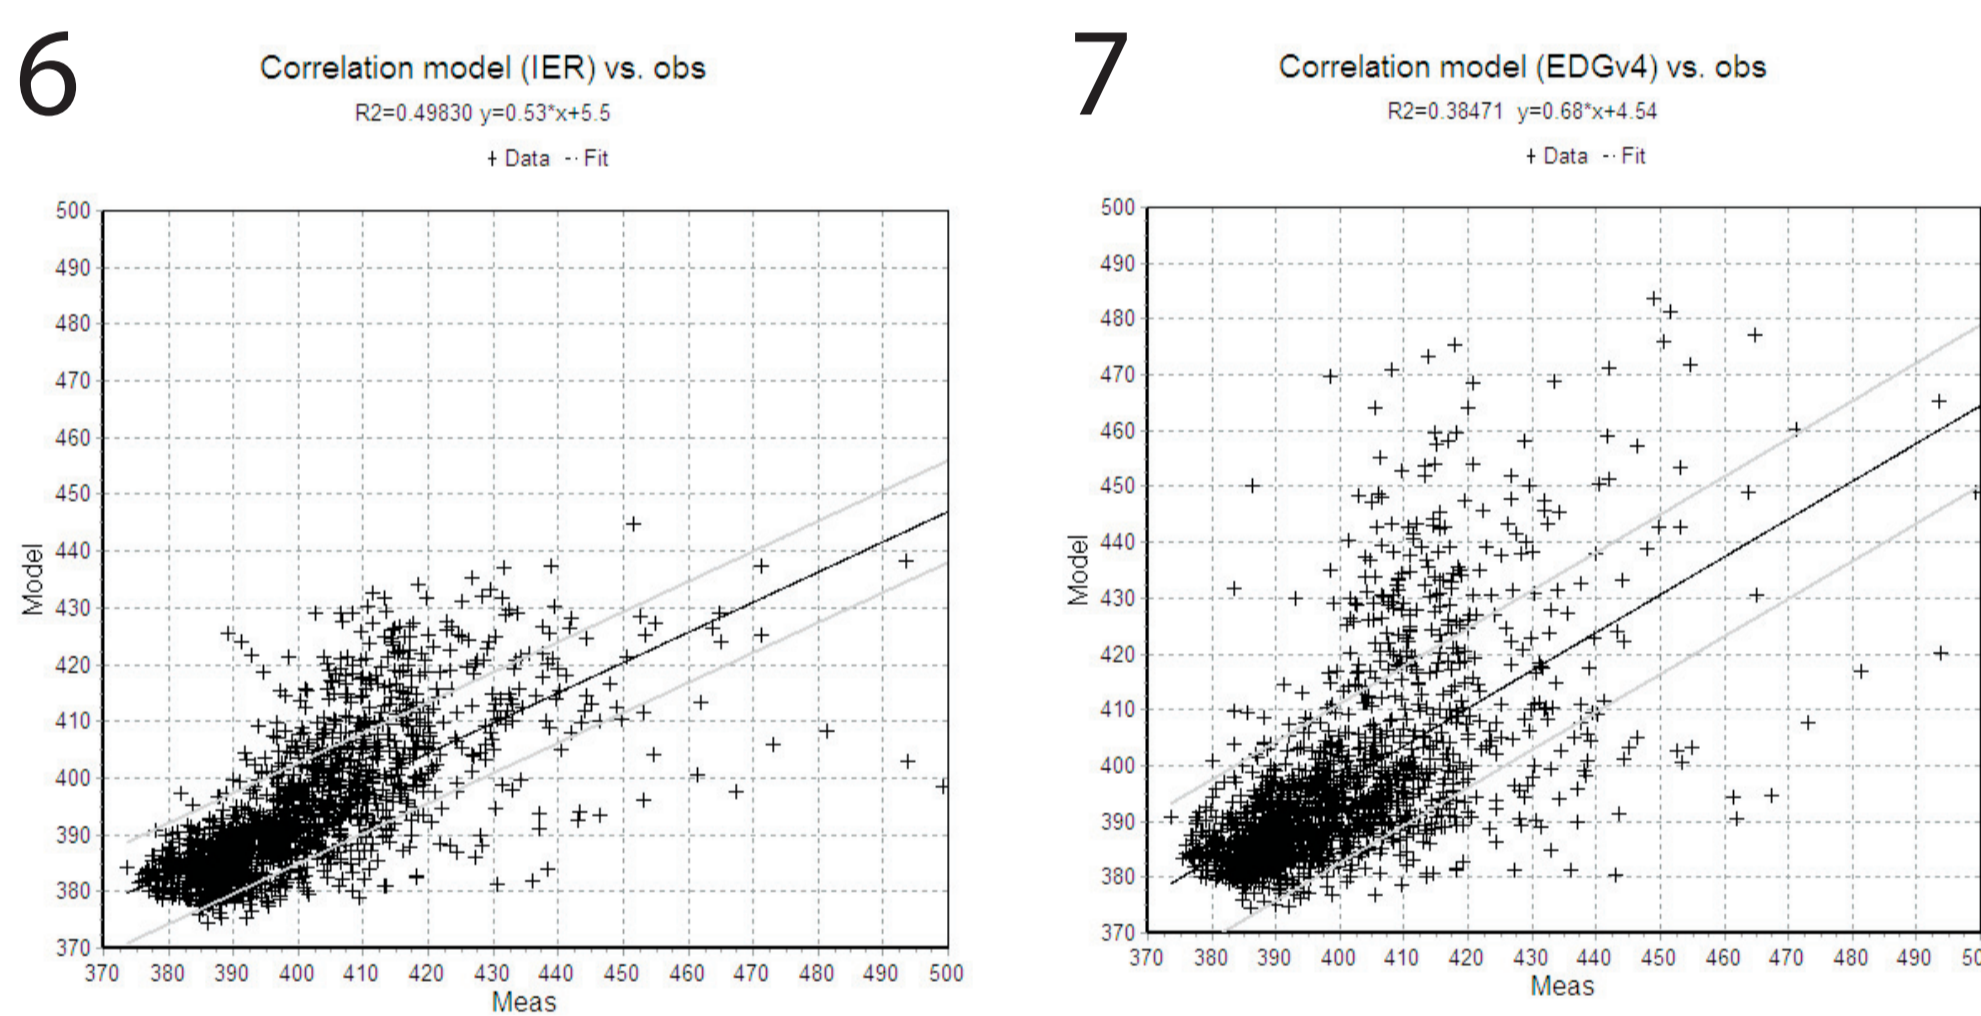 6
Correlation model (IER) vs. obs
R2=0.49830 y=0.53*x+5.5
+ Data -· Fit
500
490
480
470
460
450
440
430
420
410
400
390
380
370
Model
370 380 390 400 410 420 430 440 450 460 470 480 490 500
Meas
7
Correlation model (EDGv4) vs. obs
R2=0.38471 y=0.68*x+4.54
+ Data -· Fit
500
490
480
470
460
450
440
430
420
410
400
390
380
370
Model
370 380 390 400 410 420 430 440 450 460 470 480 490 50
Meas